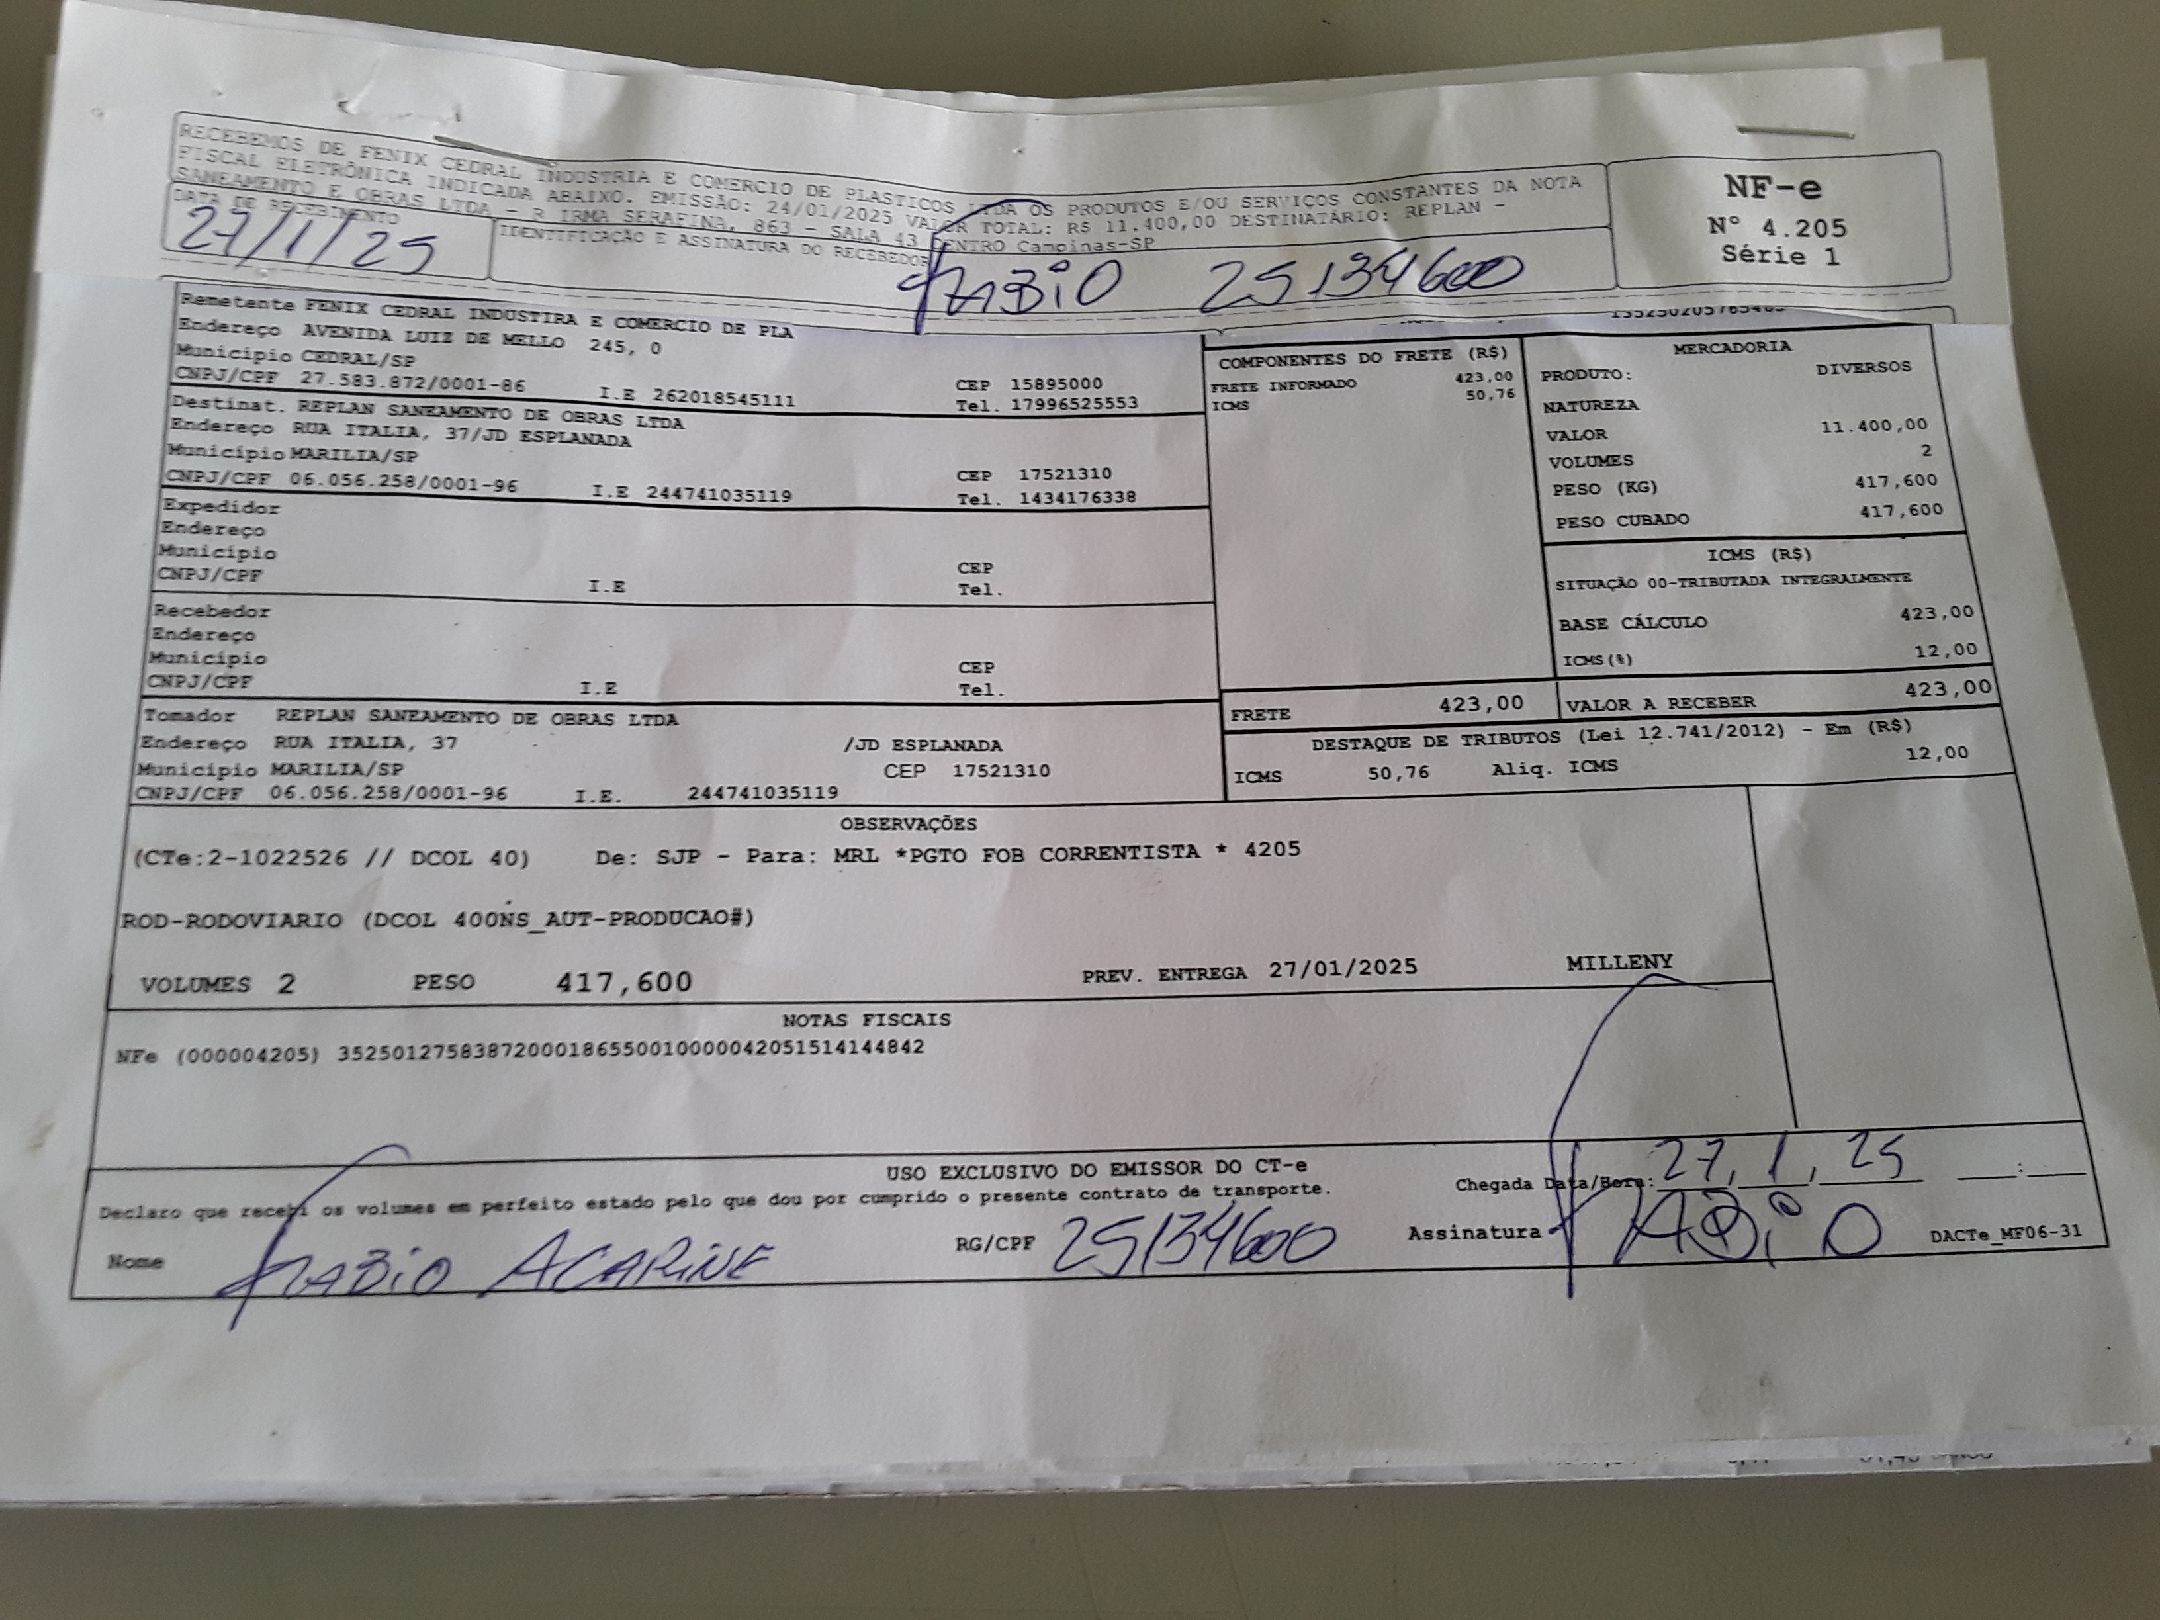 RECEBEMOS DE FENIX CEDRAL INDUSTRIA E COMERCIO DE PLASTICOS LTDA OS PRODUTOS E/OU SERVIÇOS CONSTANTES DA NOTA
FISCAL ELETRÔNICA INDICADA ABAIXO. EMISSÃO: 24/01/2025 VALOR TOTAL: R$ 11.400,00 DESTINATÁRIO: REPLAN -
SANEAMENTO E OBRAS LTDA - R IRMA SERAFINA, 863 - SALA 43 CENTRO Campinas-SP
NF-e
Nº 4.205
Série 1
DATA DE RECEBIMENTO
27/1/25
IDENTIFICAÇÃO E ASSINATURA DO RECEBEDOR
FABiO 25134600
Remetente FENIX CEDRAL INDUSTIRA E COMERCIO DE PLA
Endereço AVENIDA LUIZ DE MELLO 245, 0
Município CEDRAL/SP CEP 15895000
CNPJ/CPF 27.583.872/0001-86 I.E 262018545111 Tel. 17996525553
Destinat. REPLAN SANEAMENTO DE OBRAS LTDA
Endereço RUA ITALIA, 37/JD ESPLANADA
Município MARILIA/SP CEP 17521310
CNPJ/CPF 06.056.258/0001-96 I.E 244741035119 Tel. 1434176338
Expedidor
Endereço
Município CEP
CNPJ/CPF I.E Tel.
Recebedor
Endereço
Município CEP
CNPJ/CPF I.E Tel.
Tomador REPLAN SANEAMENTO DE OBRAS LTDA
Endereço RUA ITALIA, 37 /JD ESPLANADA
Município MARILIA/SP CEP 17521310
CNPJ/CPF 06.056.258/0001-96 I.E. 244741035119
COMPONENTES DO FRETE (R$)
FRETE INFORMADO 423,00
ICMS 50,76
MERCADORIA
PRODUTO: DIVERSOS
NATUREZA
VALOR 11.400,00
VOLUMES 2
PESO (KG) 417,600
PESO CUBADO 417,600
ICMS (R$)
SITUAÇÃO 00-TRIBUTADA INTEGRALMENTE
BASE CÁLCULO 423,00
ICMS(%) 12,00
FRETE 423,00 VALOR A RECEBER 423,00
DESTAQUE DE TRIBUTOS (Lei 12.741/2012) - Em (R$)
ICMS 50,76 Aliq. ICMS 12,00
OBSERVAÇÕES
(CTe:2-1022526 // DCOL 40) De: SJP - Para: MRL *PGTO FOB CORRENTISTA * 4205
ROD-RODOVIARIO (DCOL 400NS_AUT-PRODUCAO#)
VOLUMES 2 PESO 417,600 PREV. ENTREGA 27/01/2025 MILLENY
NOTAS FISCAIS
NFe (000004205) 35250127583872000186550010000042051514144842
USO EXCLUSIVO DO EMISSOR DO CT-e
Declaro que recebi os volumes em perfeito estado pelo que dou por cumprido o presente contrato de transporte.
Chegada Data/Hora: 27, 1, 25 :
Nome FABiO ACARiNE RG/CPF 25134600 Assinatura FABiO DACTe_MF06-31